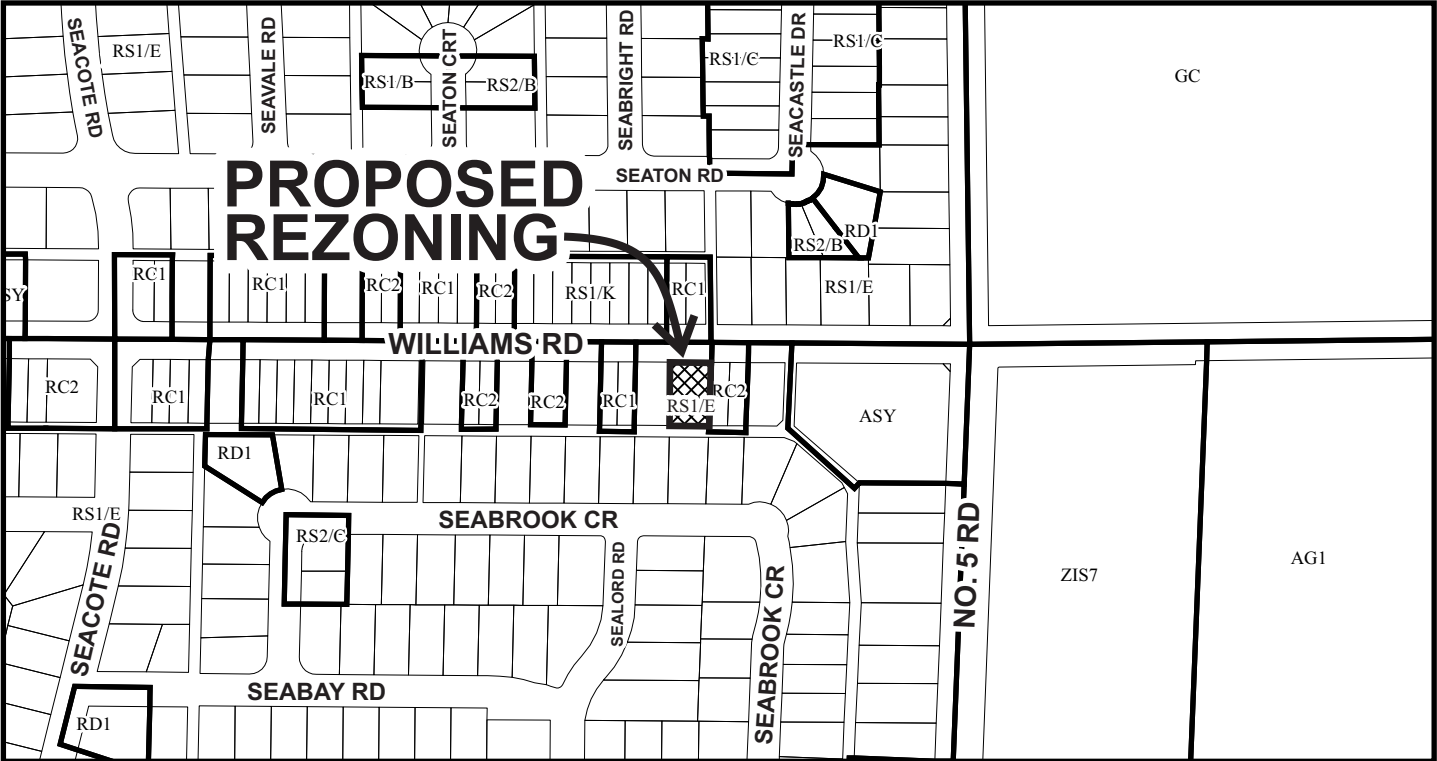 SEACOTE RD
RS1/E
SEAVALE RD
RS1/B
SEATON CRT
RS2/B
SEABRIGHT RD
RS1/C
SEACASTLE DR
RS1/C
GC
PROPOSED
REZONING
SEATON RD
RS2/B
RD1
RS1/E
SY
RC1
RC1
RC2
RC1
RC2
RS1/K
RC1
WILLIAMS RD
RC2
RC1
RC1
RC2
RC2
RC1
RS1/E
RC2
ASY
RD1
RS1/E
SEACOTE RD
RS2/C
SEABROOK CR
SEALORD RD
SEABROOK CR
NO. 5 RD
ZIS7
AG1
SEABAY RD
RD1